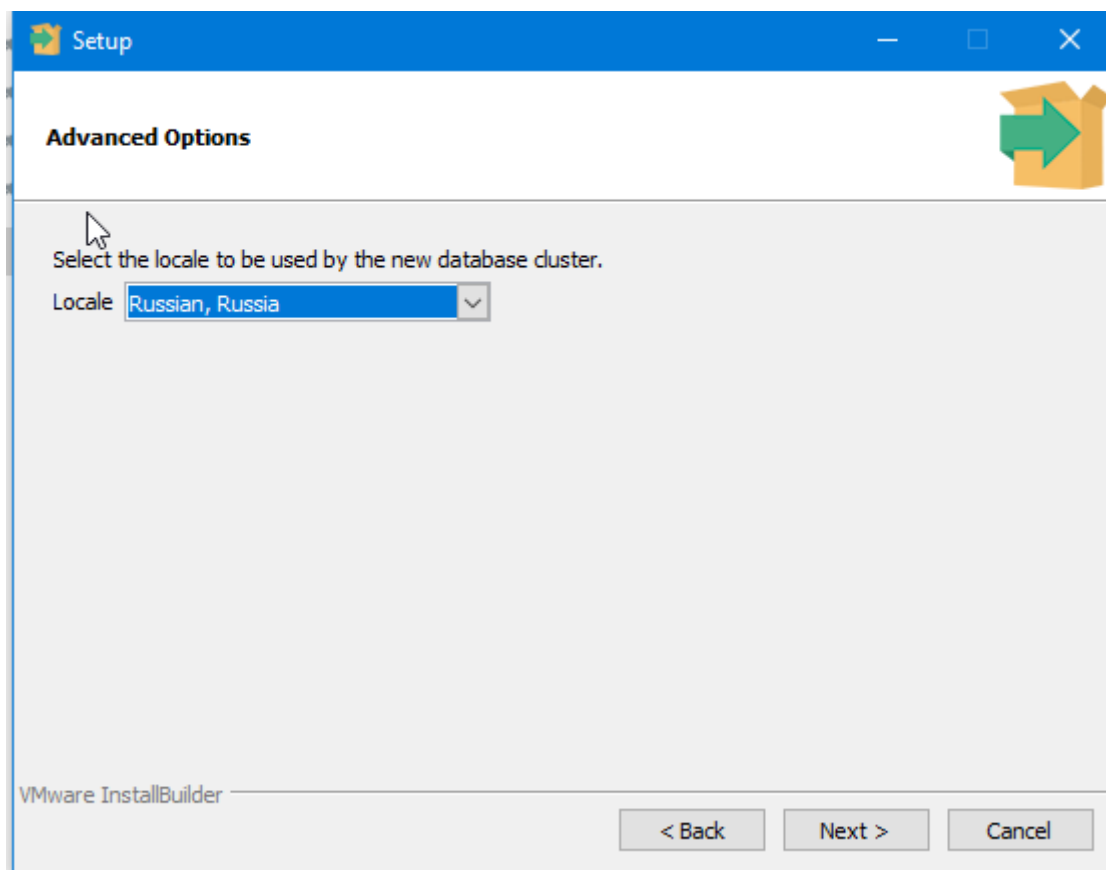 Setup
Advanced Options
Select the locale to be used by the new database cluster.
Locale Russian, Russia
VMware InstallBuilder
< Back Next > Cancel